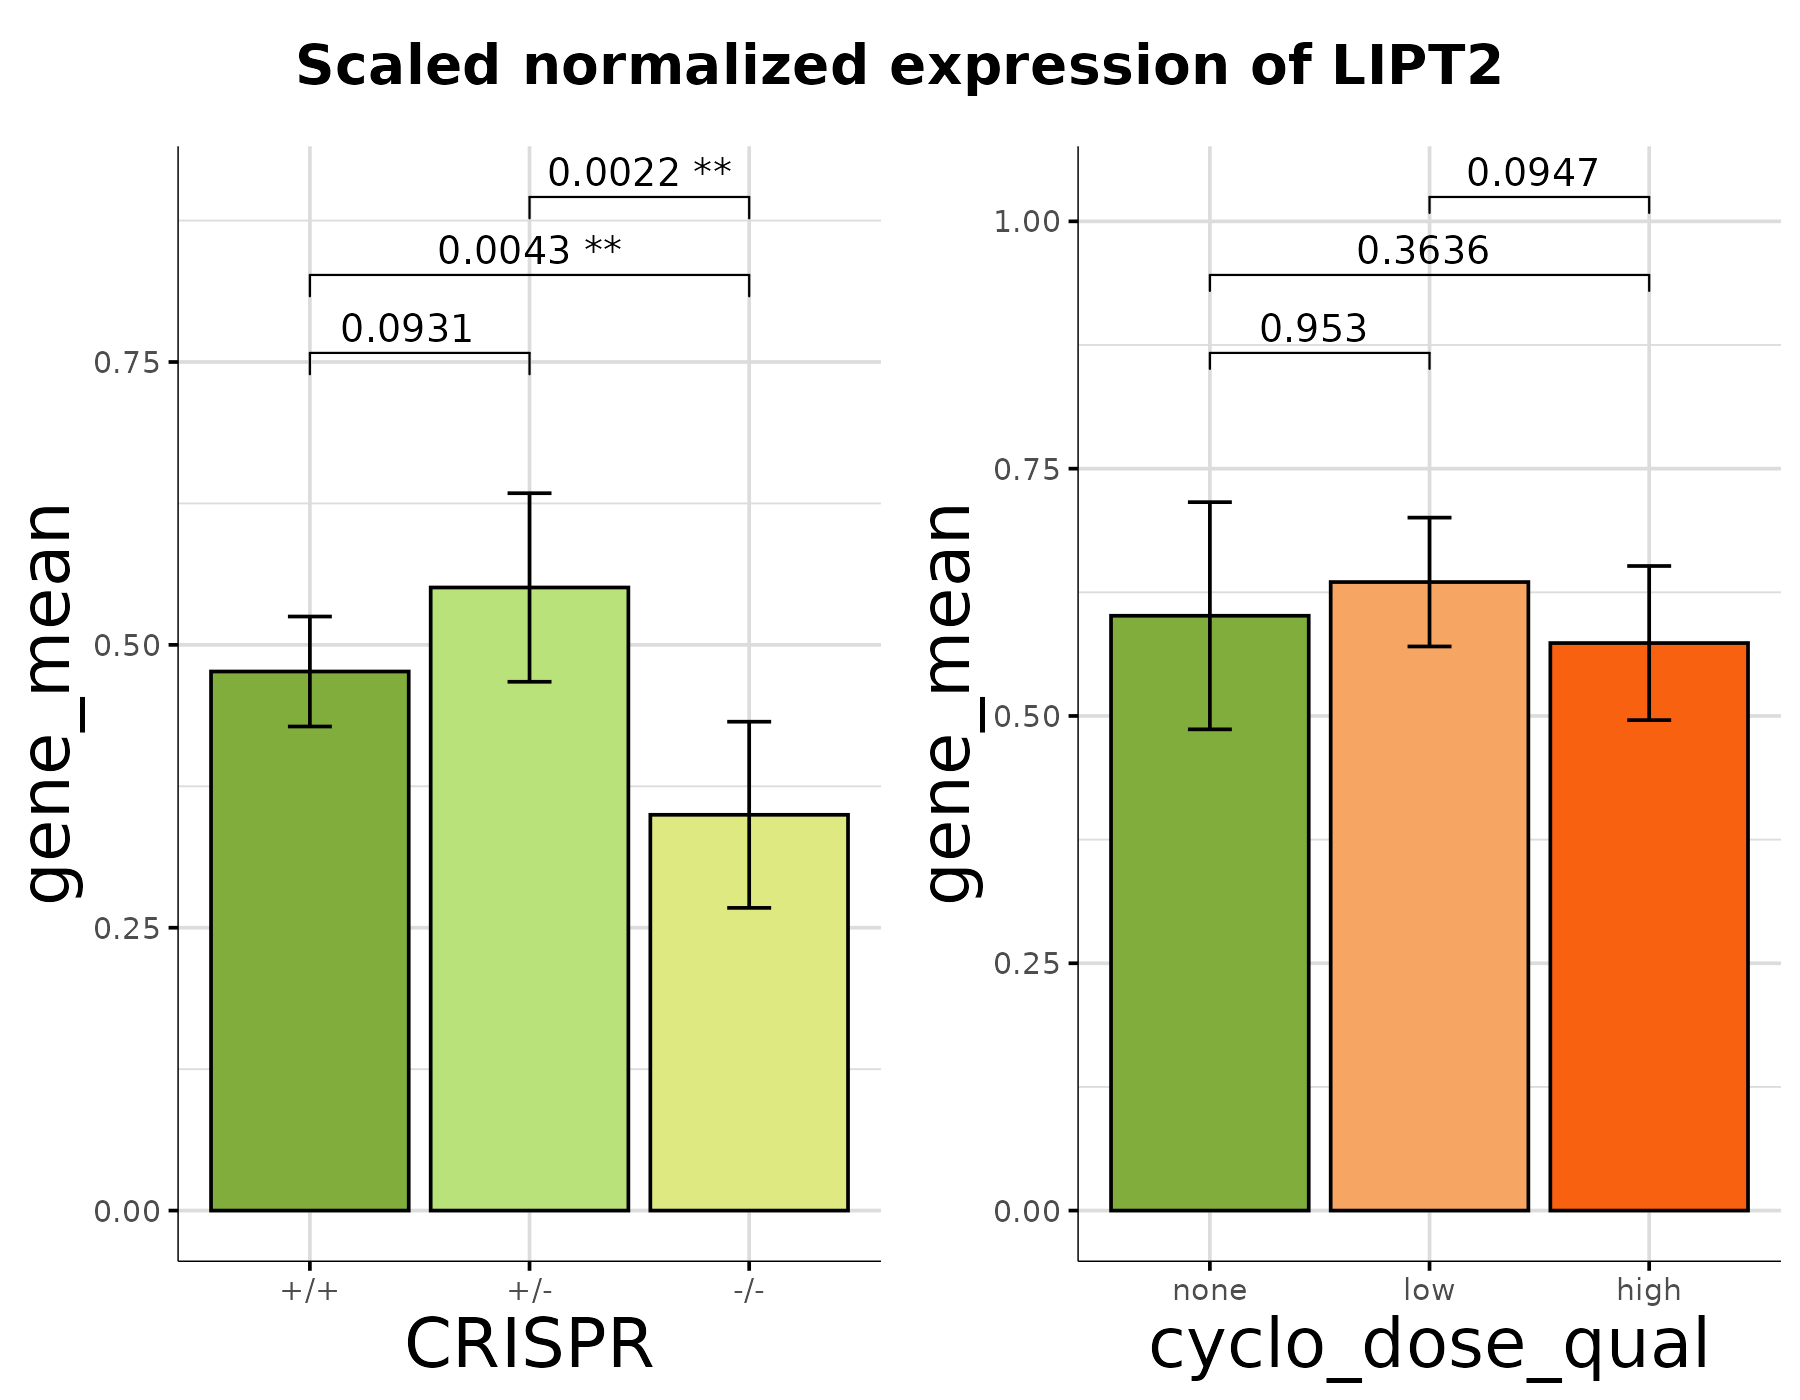 Scaled normalized expression of LIPT2
0.0022 **
0.0043 **
0.0931
0.75
0.50
0.25
0.00
gene_mean
+/+ +/- -/-
CRISPR
0.0947
0.3636
0.953
1.00
0.75
0.50
0.25
0.00
gene_mean
none low high
cyclo_dose_qual